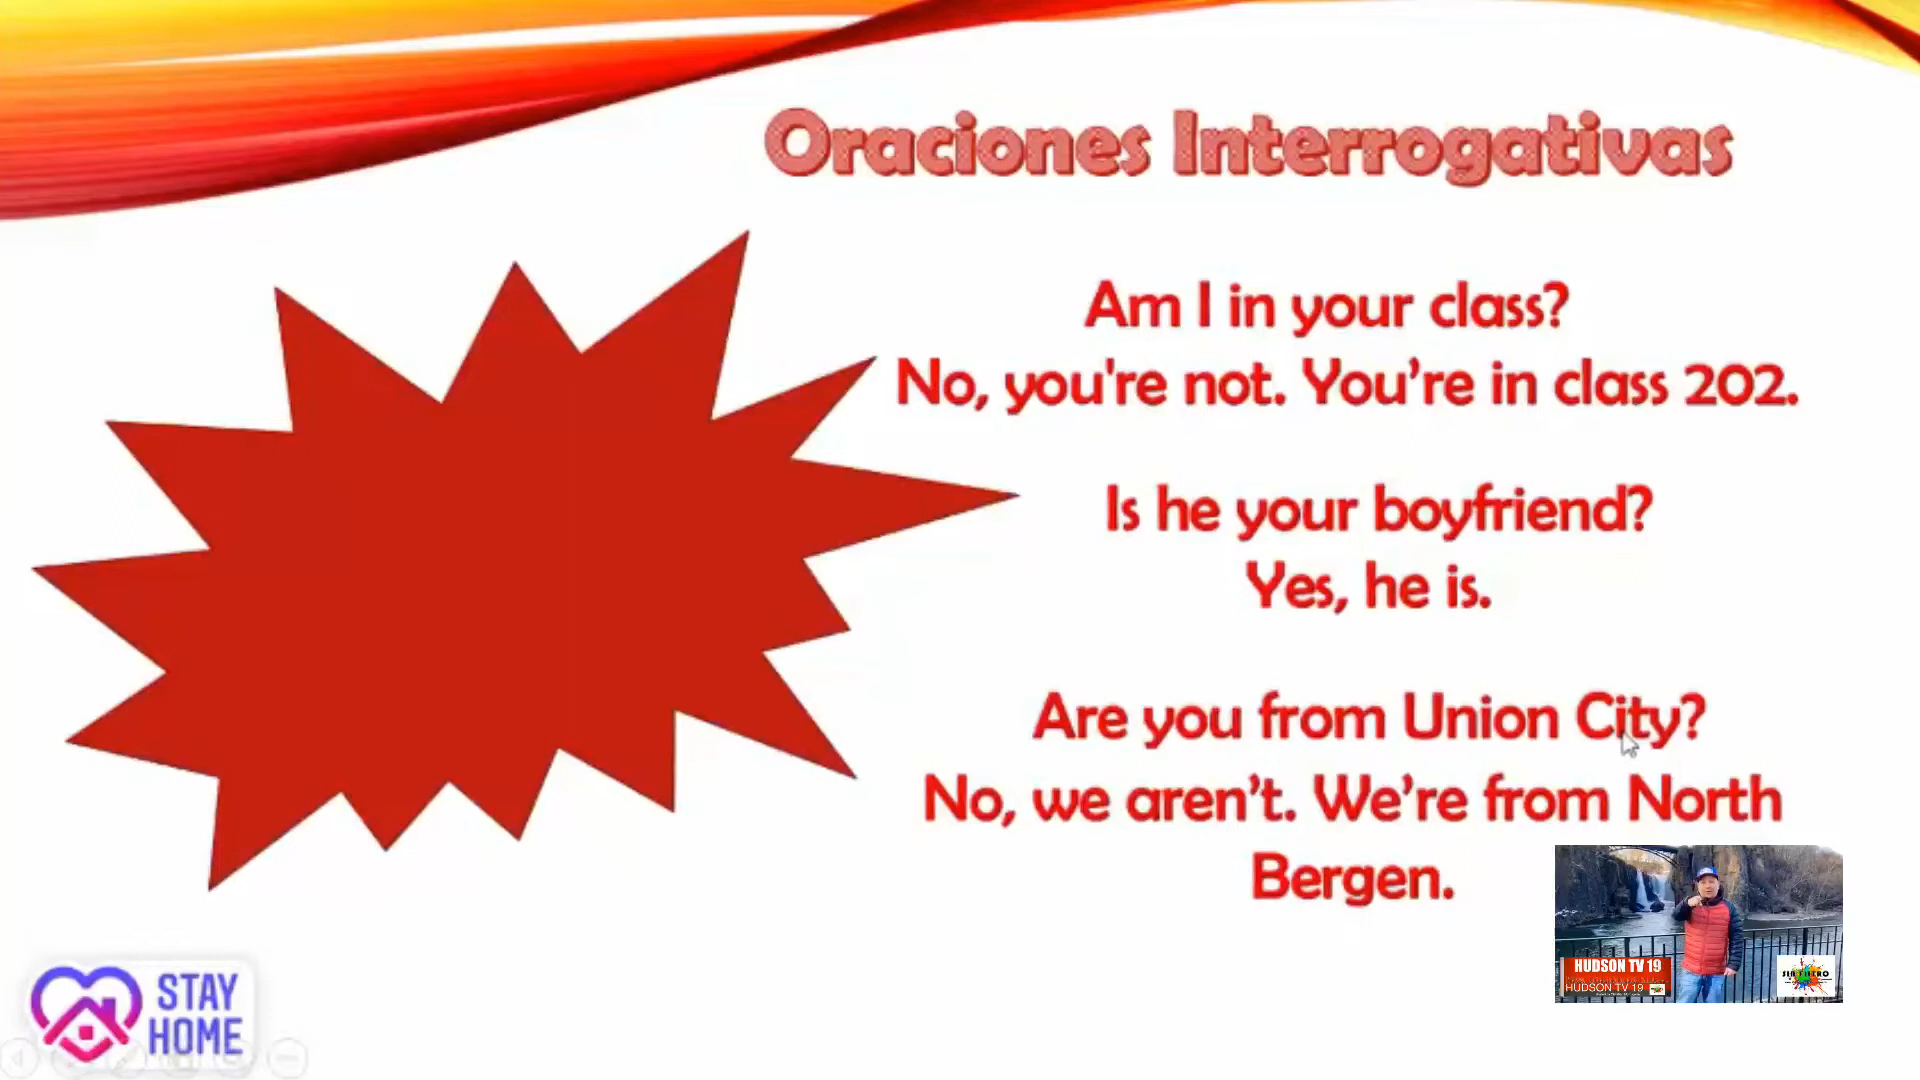 Oraciones Interrogativas
Am I in your class?
No, you're not. You’re in class 202.
Is he your boyfriend?
Yes, he is.
Are you from Union City?
No, we aren’t. We’re from North
Bergen.
STAY
HOME
HUDSON TV 19
HUDSON TV 19